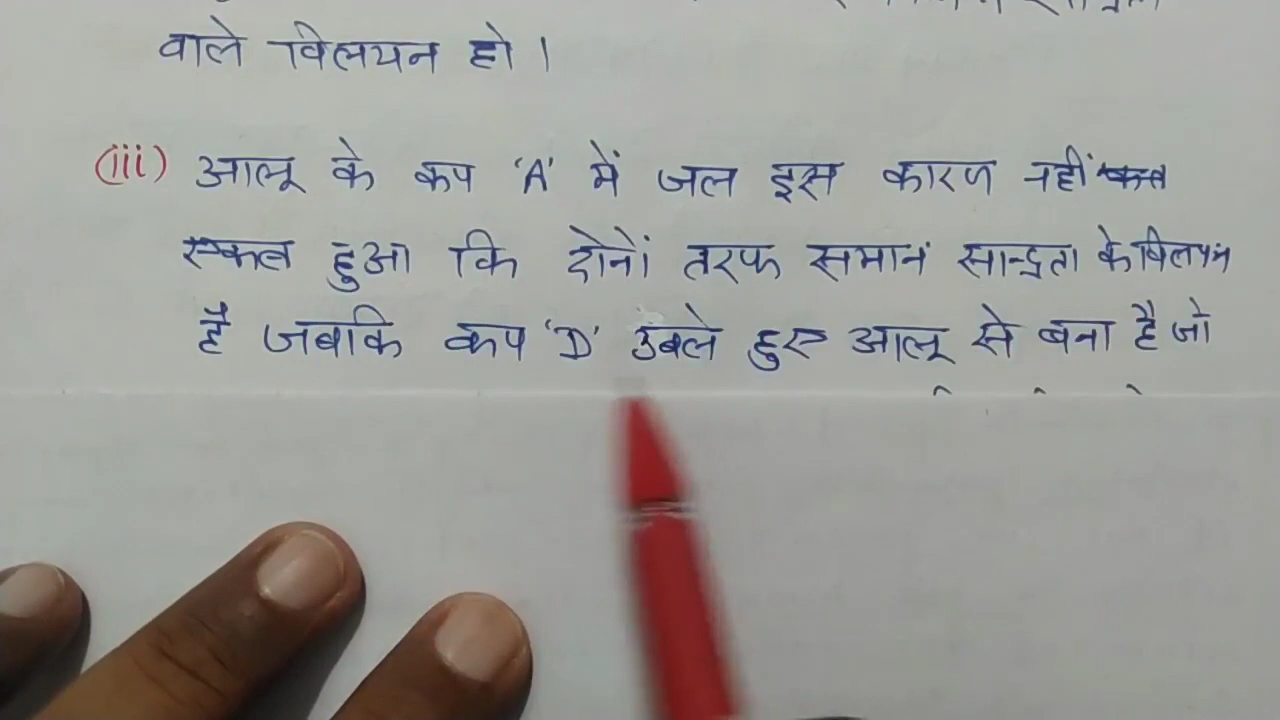 वाले विलयन हो।
(iii) आलू के कप 'A' में जल इस कारण नहीं
एकत्र हुआ कि दोनों तरफ समान सान्द्रता के विलयन
है जबकि कप 'D' उबले हुए आलू से बना है जो